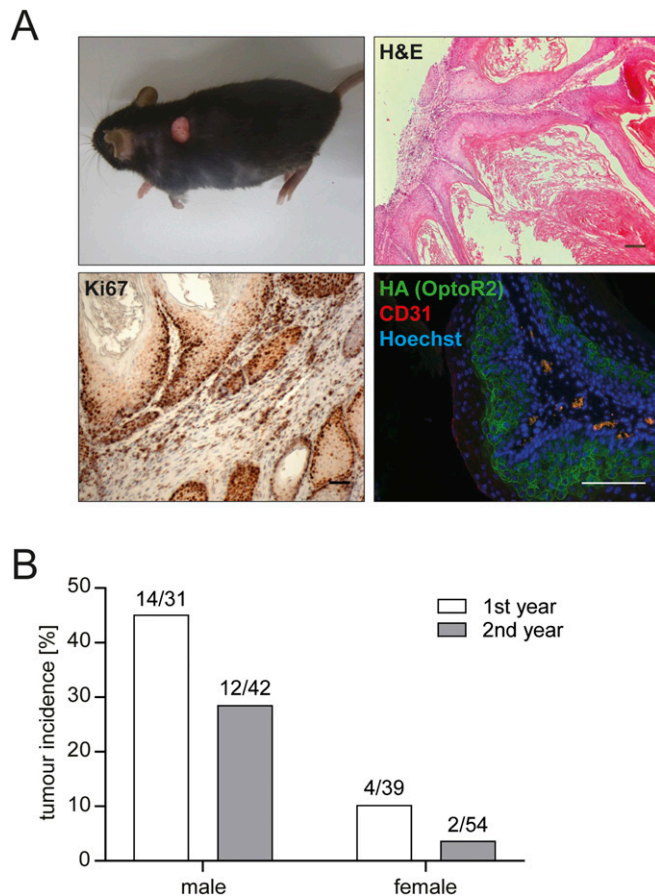 A
H&E
Ki67
HA (OptoR2)
CD31
Hoechst
B
tumour incidence [%]
50
40
30
20
10
0
14/31
12/42
4/39
2/54
1st year
2nd year
male
female